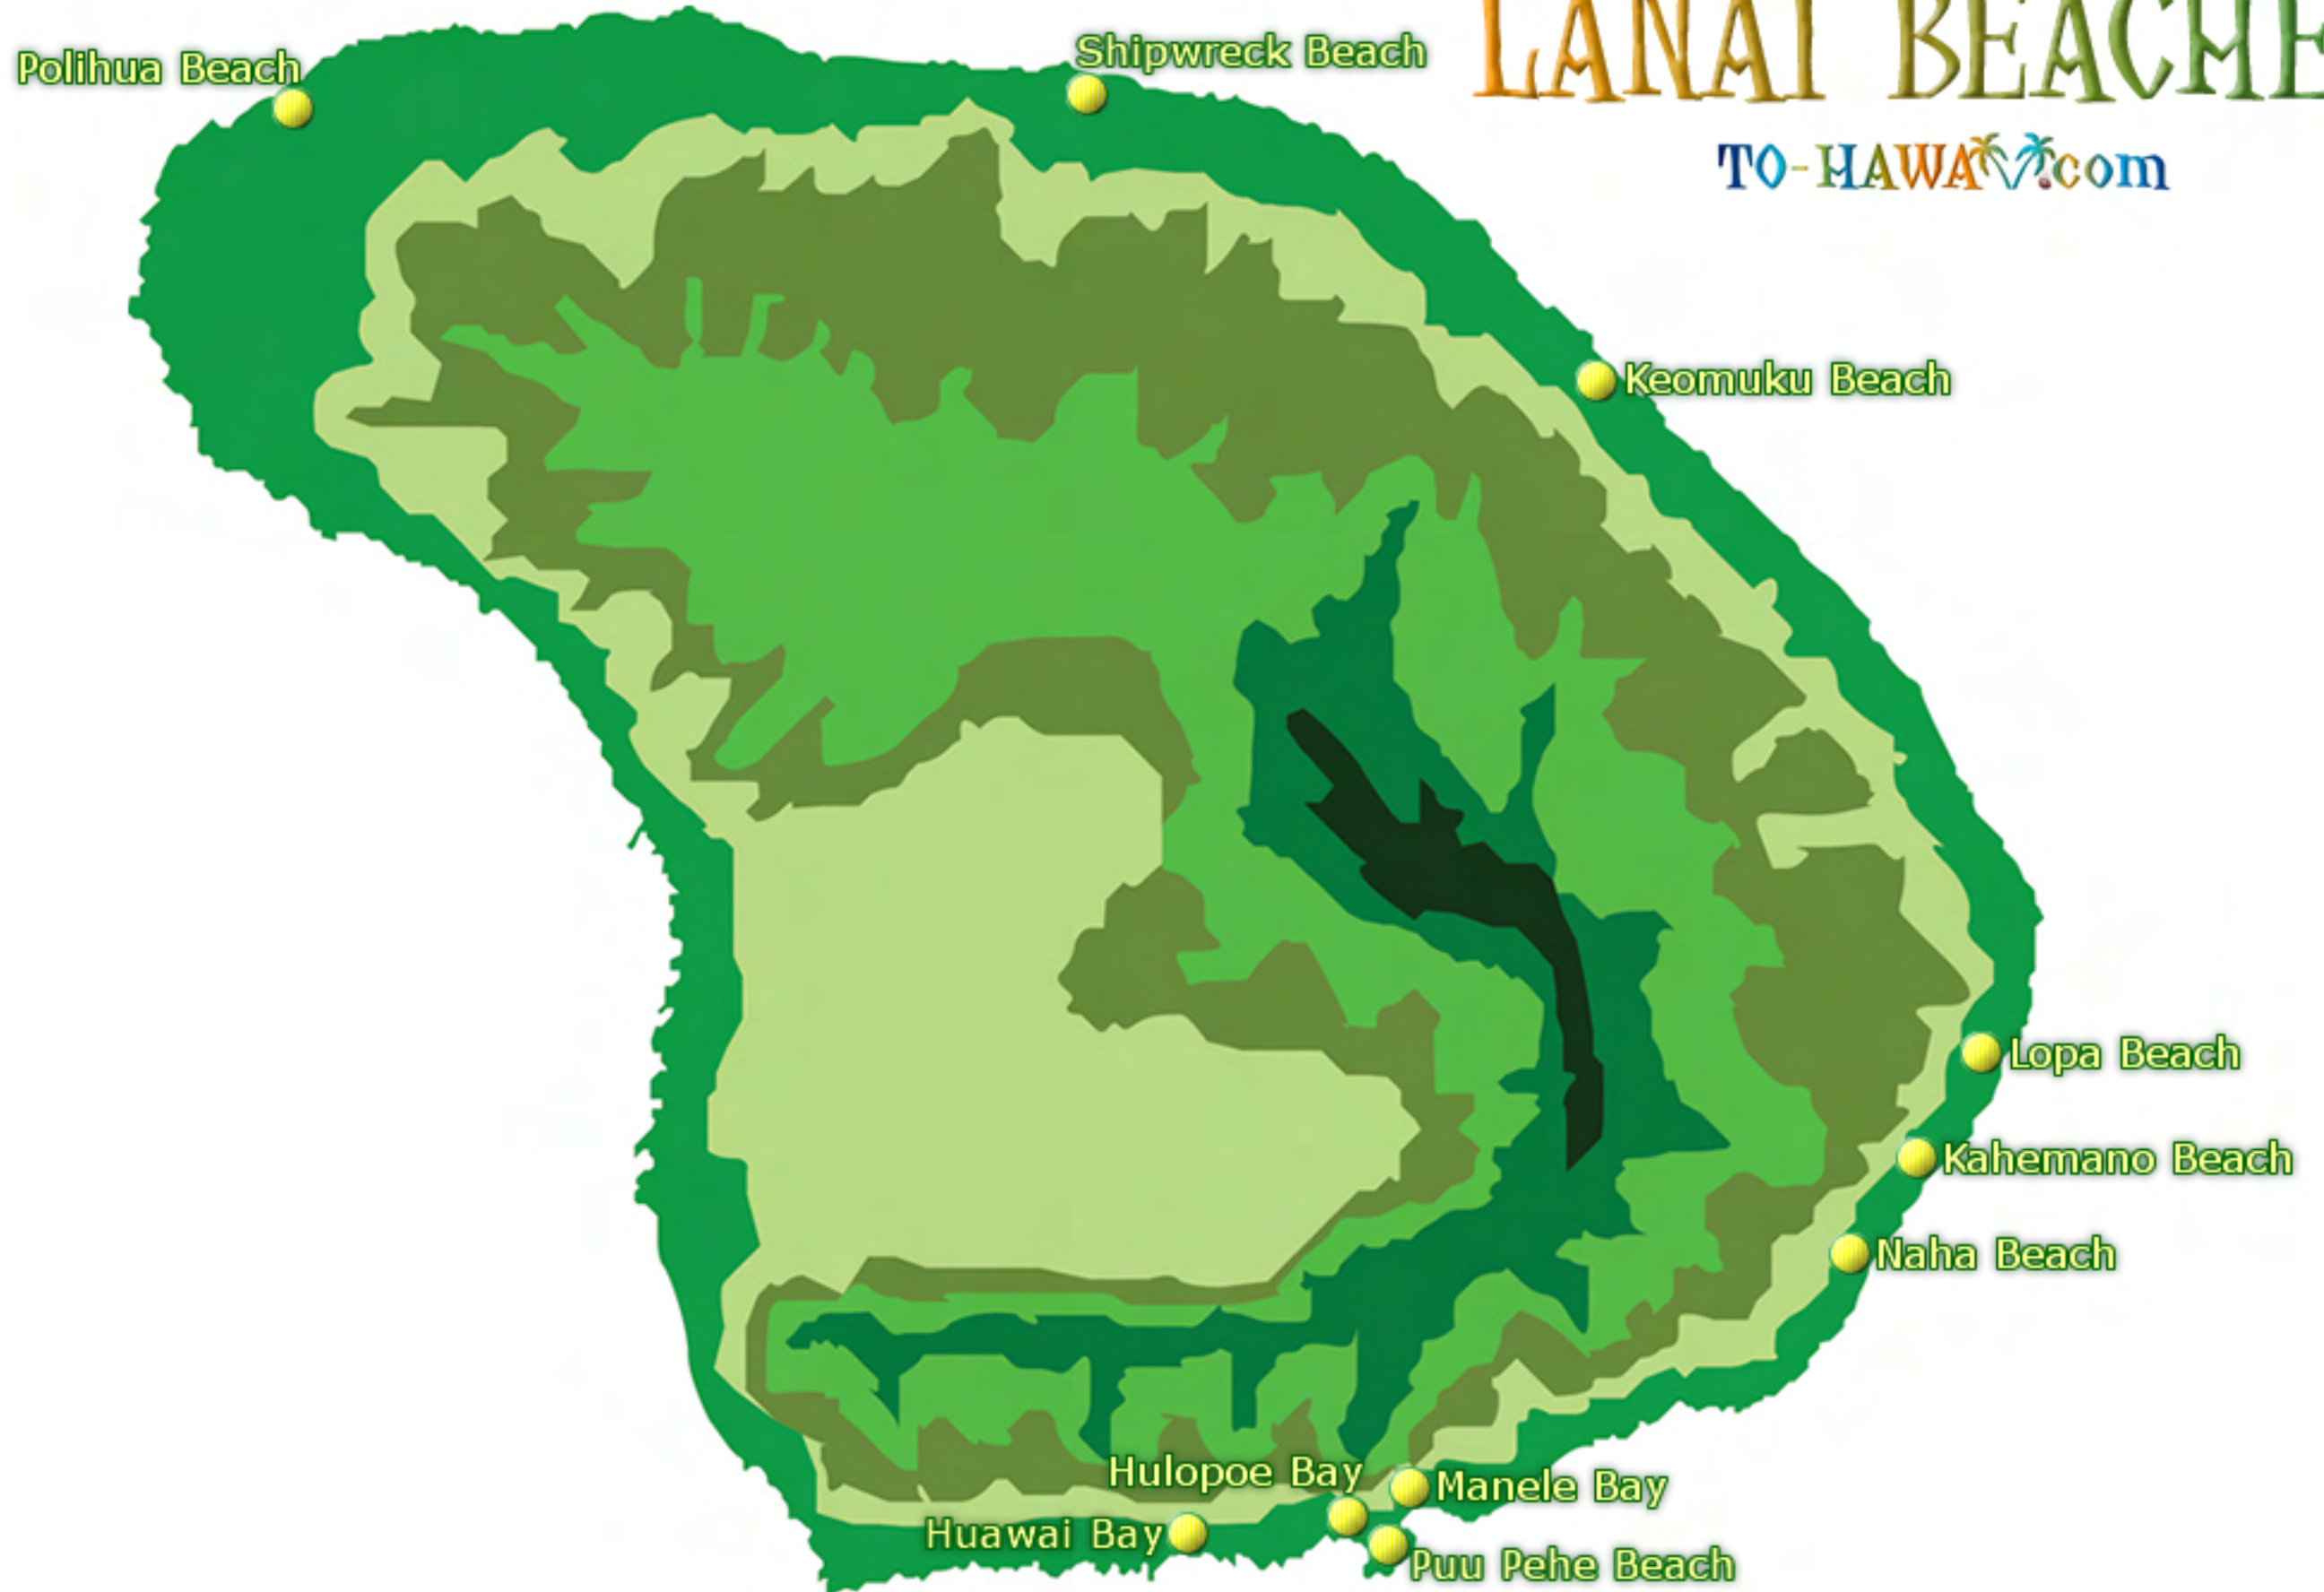 LANAI BEACHE
TO-HAWA .com
Polihua Beach
Shipwreck Beach
Keomuku Beach
Lopa Beach
Kahemano Beach
Naha Beach
Hulopoe Bay
Manele Bay
Huawai Bay
Puu Pehe Beach